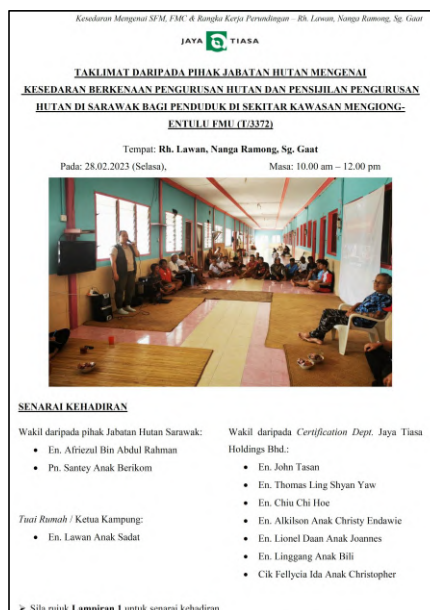 Kesedaran Mengenai SFM, FMC & Rangka Kerja Perundingan – Rh. Lawan, Nanga Ramong, Sg. Gaat
JAYA TIASA
TAKLIMAT DARIPADA PIHAK JABATAN HUTAN MENGENAI
KESEDARAN BERKENAAN PENGURUSAN HUTAN DAN PENSIJILAN PENGURUSAN
HUTAN DI SARAWAK BAGI PENDUDUK DI SEKITAR KAWASAN MENGIONG-
ENTULU FMU (T/3372)
Tempat: Rh. Lawan, Nanga Ramong, Sg. Gaat
Pada: 28.02.2023 (Selasa), Masa: 10.00 am – 12.00 pm
SENARAI KEHADIRAN
Wakil daripada pihak Jabatan Hutan Sarawak:
• En. Afriezul Bin Abdul Rahman
• Pn. Santey Anak Berikom
Tuai Rumah / Ketua Kampung:
• En. Lawan Anak Sadat
Wakil daripada Certification Dept. Jaya Tiasa
Holdings Bhd.:
• En. John Tasan
• En. Thomas Ling Shyan Yaw
• En. Chiu Chi Hoe
• En. Alkilson Anak Christy Endawie
• En. Lionel Daan Anak Joannes
• En. Linggang Anak Bili
• Cik Fellycia Ida Anak Christopher
➢ Sila rujuk Lampiran 1 untuk senarai kehadiran